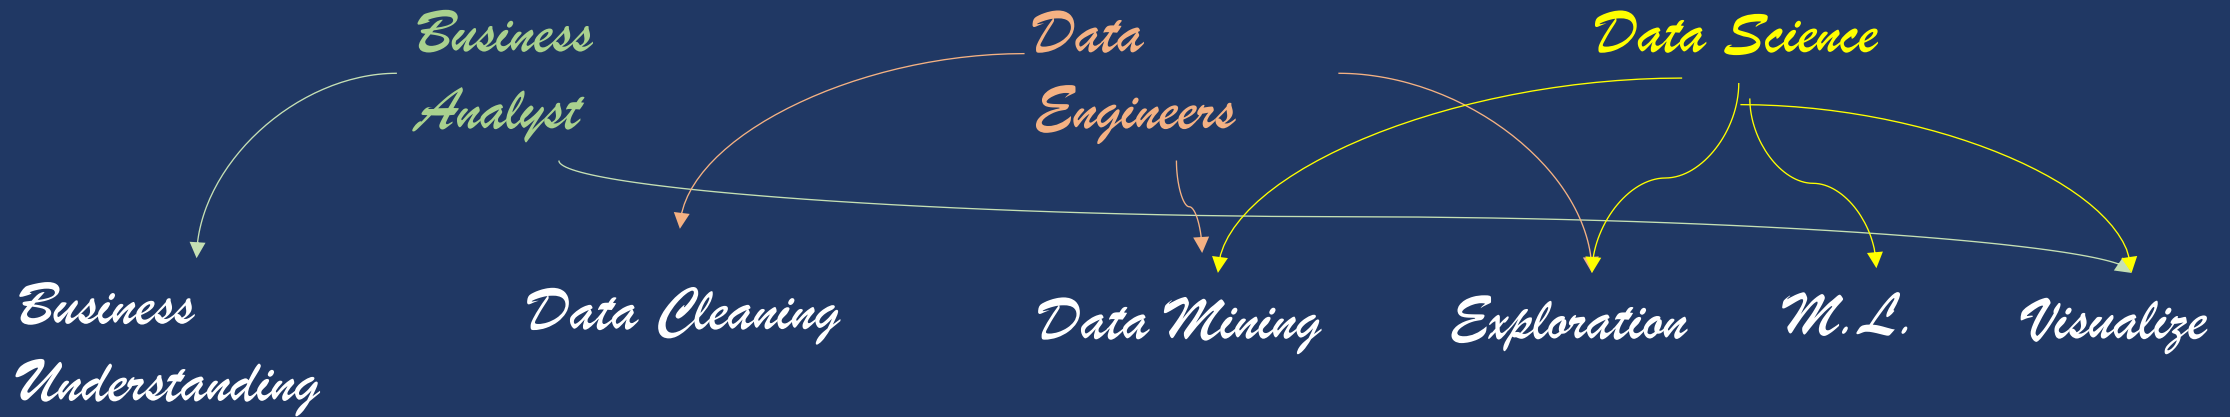 Business
Analyst
Data
Engineers
Data Science
Business
Understanding
Data Cleaning
Data Mining
Exploration
M.L.
Visualize